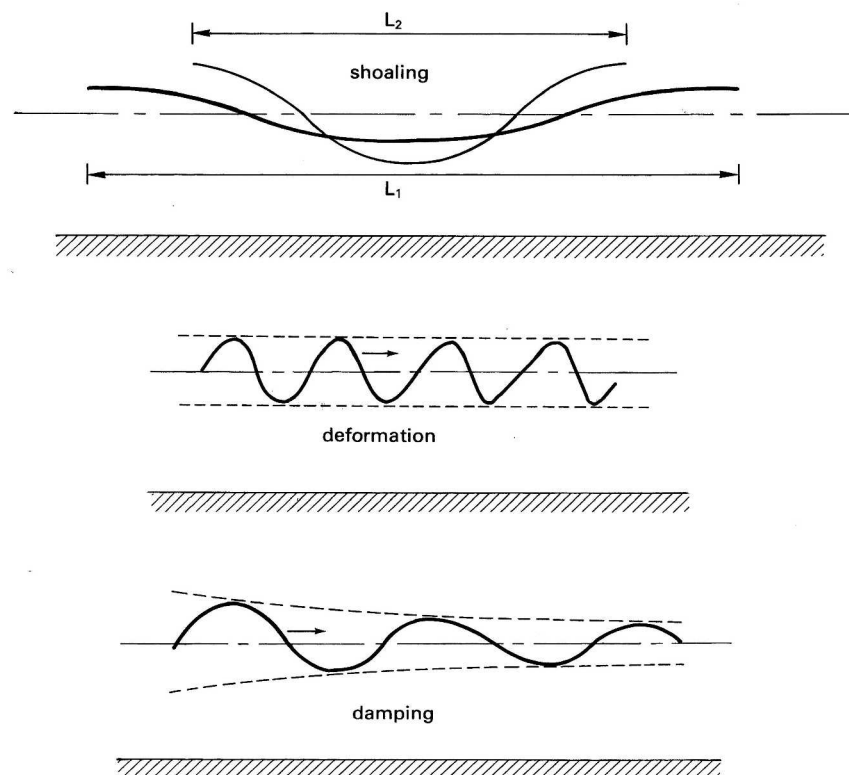 L₂
shoaling
L₁
deformation
damping